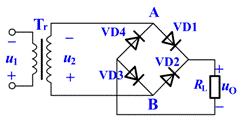 A
Tr
VD4
VD1
− − +
u1 u2
VD3
VD2
RL uO
+ + −
B